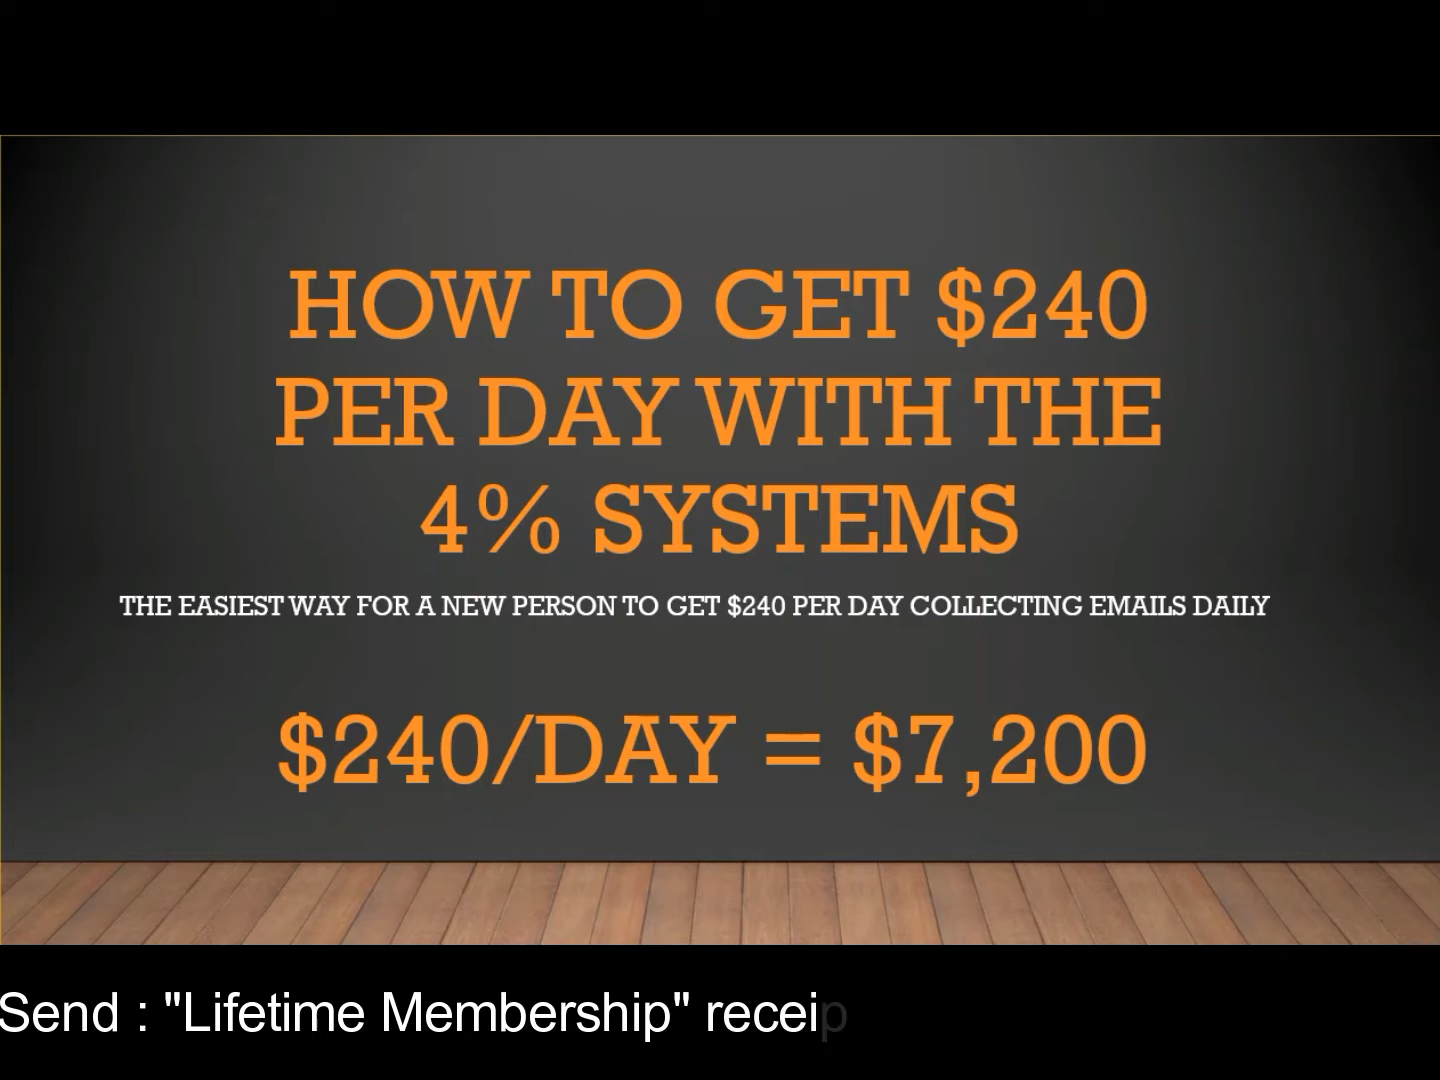 HOW TO GET $240
PER DAY WITH THE
4% SYSTEMS
THE EASIEST WAY FOR A NEW PERSON TO GET $240 PER DAY COLLECTING EMAILS DAILY
$240/DAY = $7,200
Send : "Lifetime Membership" receip